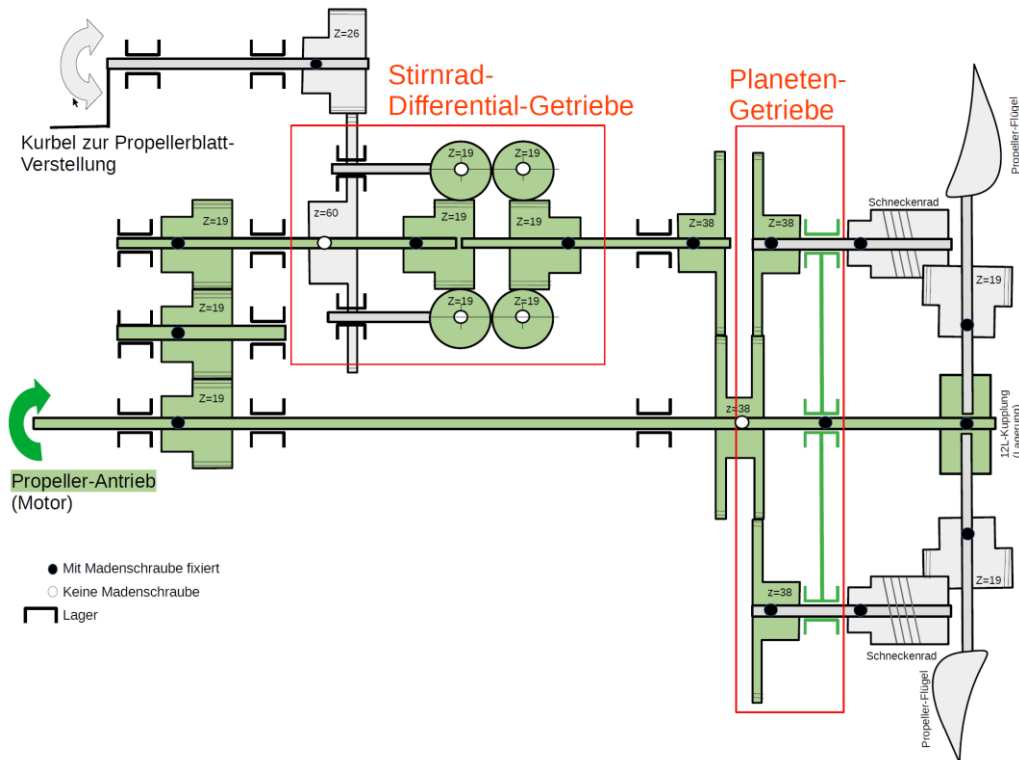 Z=26
Stirnrad-
Differential-Getriebe
Planeten-
Getriebe
Propeller-Flügel
Kurbel zur Propellerblatt-
Verstellung
Z=19
Z=19
Schneckenrad
Z=19
z=60
Z=19
Z=19
z=38
z=38
Z=19
Z=19
Z=19
Z=19
Z=19
z=38
12L-Kupplung
(Lagerung)
Propeller-Antrieb
(Motor)
Mit Madenschraube fixiert
Keine Madenschraube
Lager
z=38
Z=19
Schneckenrad
Propeller-Flügel